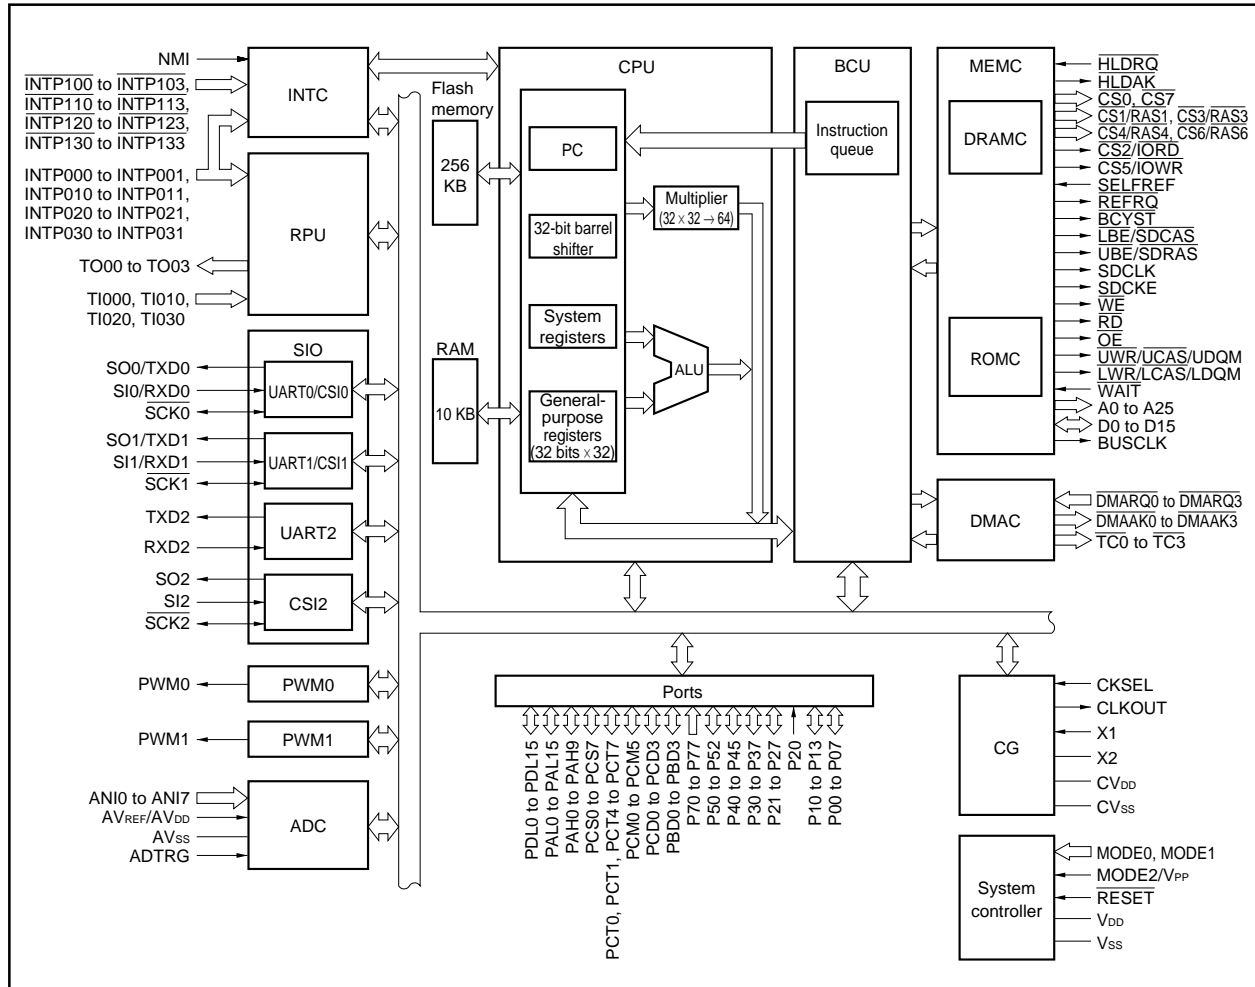 NMI
INTP100 to INTP103,
INTP110 to INTP113,
INTP120 to INTP123,
INTP130 to INTP133
INTP000 to INTP001,
INTP010 to INTP011,
INTP020 to INTP021,
INTP030 to INTP031
TO00 to TO03
TI000, TI010,
TI020, TI030
INTC
RPU
SIO
SO0/TXD0
SI0/RXD0
SCK0
UART0/CSI0
SO1/TXD1
SI1/RXD1
SCK1
UART1/CSI1
TXD2
RXD2
UART2
SO2
SI2
SCK2
CSI2
PWM0
PWM0
PWM1
PWM1
ANI0 to ANI7
AVREF/AVDD
AVSS
ADTRG
ADC
Flash
memory
256
KB
RAM
10 KB
CPU
PC
32-bit barrel
shifter
System
registers
General-
purpose
registers
(32 bits × 32)
Multiplier
(32 × 32 → 64)
ALU
BCU
Instruction
queue
MEMC
DRAMC
ROMC
HLDRQ
HLDAK
CS0, CS7
CS1/RAS1, CS3/RAS3
CS4/RAS4, CS6/RAS6
CS2/IORD
CS5/IOWR
SELFREF
REFRQ
BCYST
LBE/SDCAS
UBE/SDRAS
SDCLK
SDCKE
WE
RD
OE
UWR/UCAS/UDQM
LWR/LCAS/LDQM
WAIT
A0 to A25
D0 to D15
BUSCLK
DMAC
DMARQ0 to DMARQ3
DMAAK0 to DMAAK3
TC0 to TC3
Ports
PDL0 to PDL15
PAL0 to PAL15
PAH0 to PAH9
PCS0 to PCS7
PCT0, PCT1, PCT4 to PCT7
PCM0 to PCM5
PCD0 to PCD3
PBD0 to PBD3
P70 to P77
P50 to P52
P40 to P45
P30 to P37
P21 to P27
P20
P10 to P13
P00 to P07
CG
CKSEL
CLKOUT
X1
X2
CVDD
CVSS
System
controller
MODE0, MODE1
MODE2/VPP
RESET
VDD
VSS